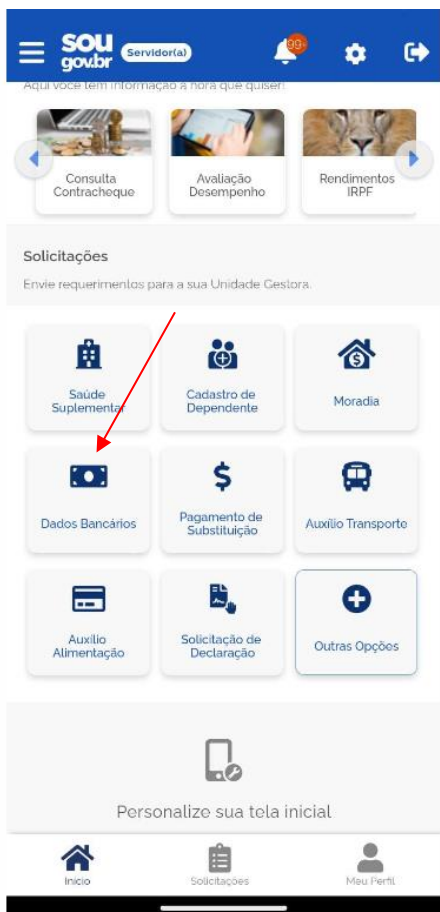 sou
gov.br
Servidor(a)
99+
Aqui você tem informação a hora que quiser!
Consulta
Contracheque
Avaliação
Desempenho
Rendimentos
IRPF
Solicitações
Envie requerimentos para a sua Unidade Gestora.
Saúde
Suplementar
Cadastro de
Dependente
Moradia
Dados Bancários
Pagamento de
Substituição
Auxílio Transporte
Auxílio
Alimentação
Solicitação de
Declaração
Outras Opções
Personalize sua tela inicial
Início
Solicitações
Meu Perfil